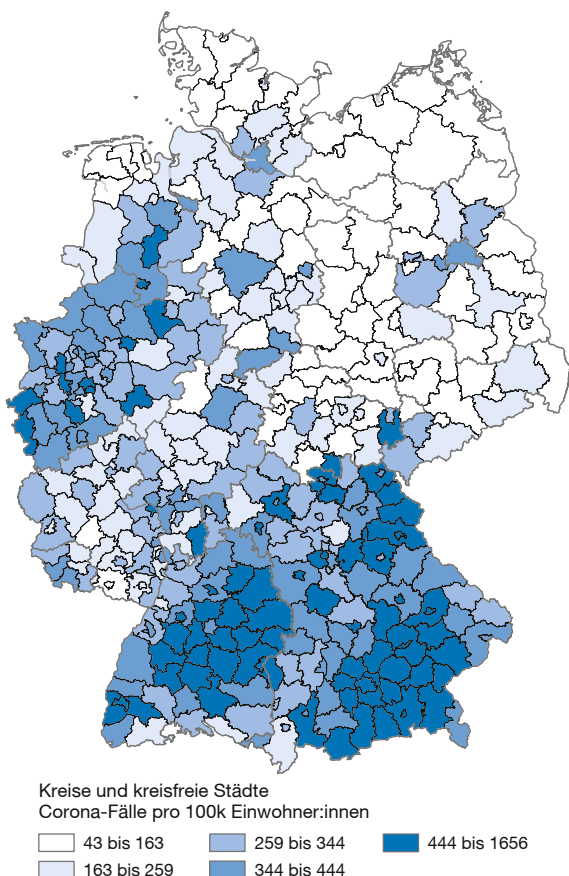 Kreise und kreisfreie Städte
Corona-Fälle pro 100k Einwohner:innen
43 bis 163
259 bis 344
444 bis 1656
163 bis 259
344 bis 444